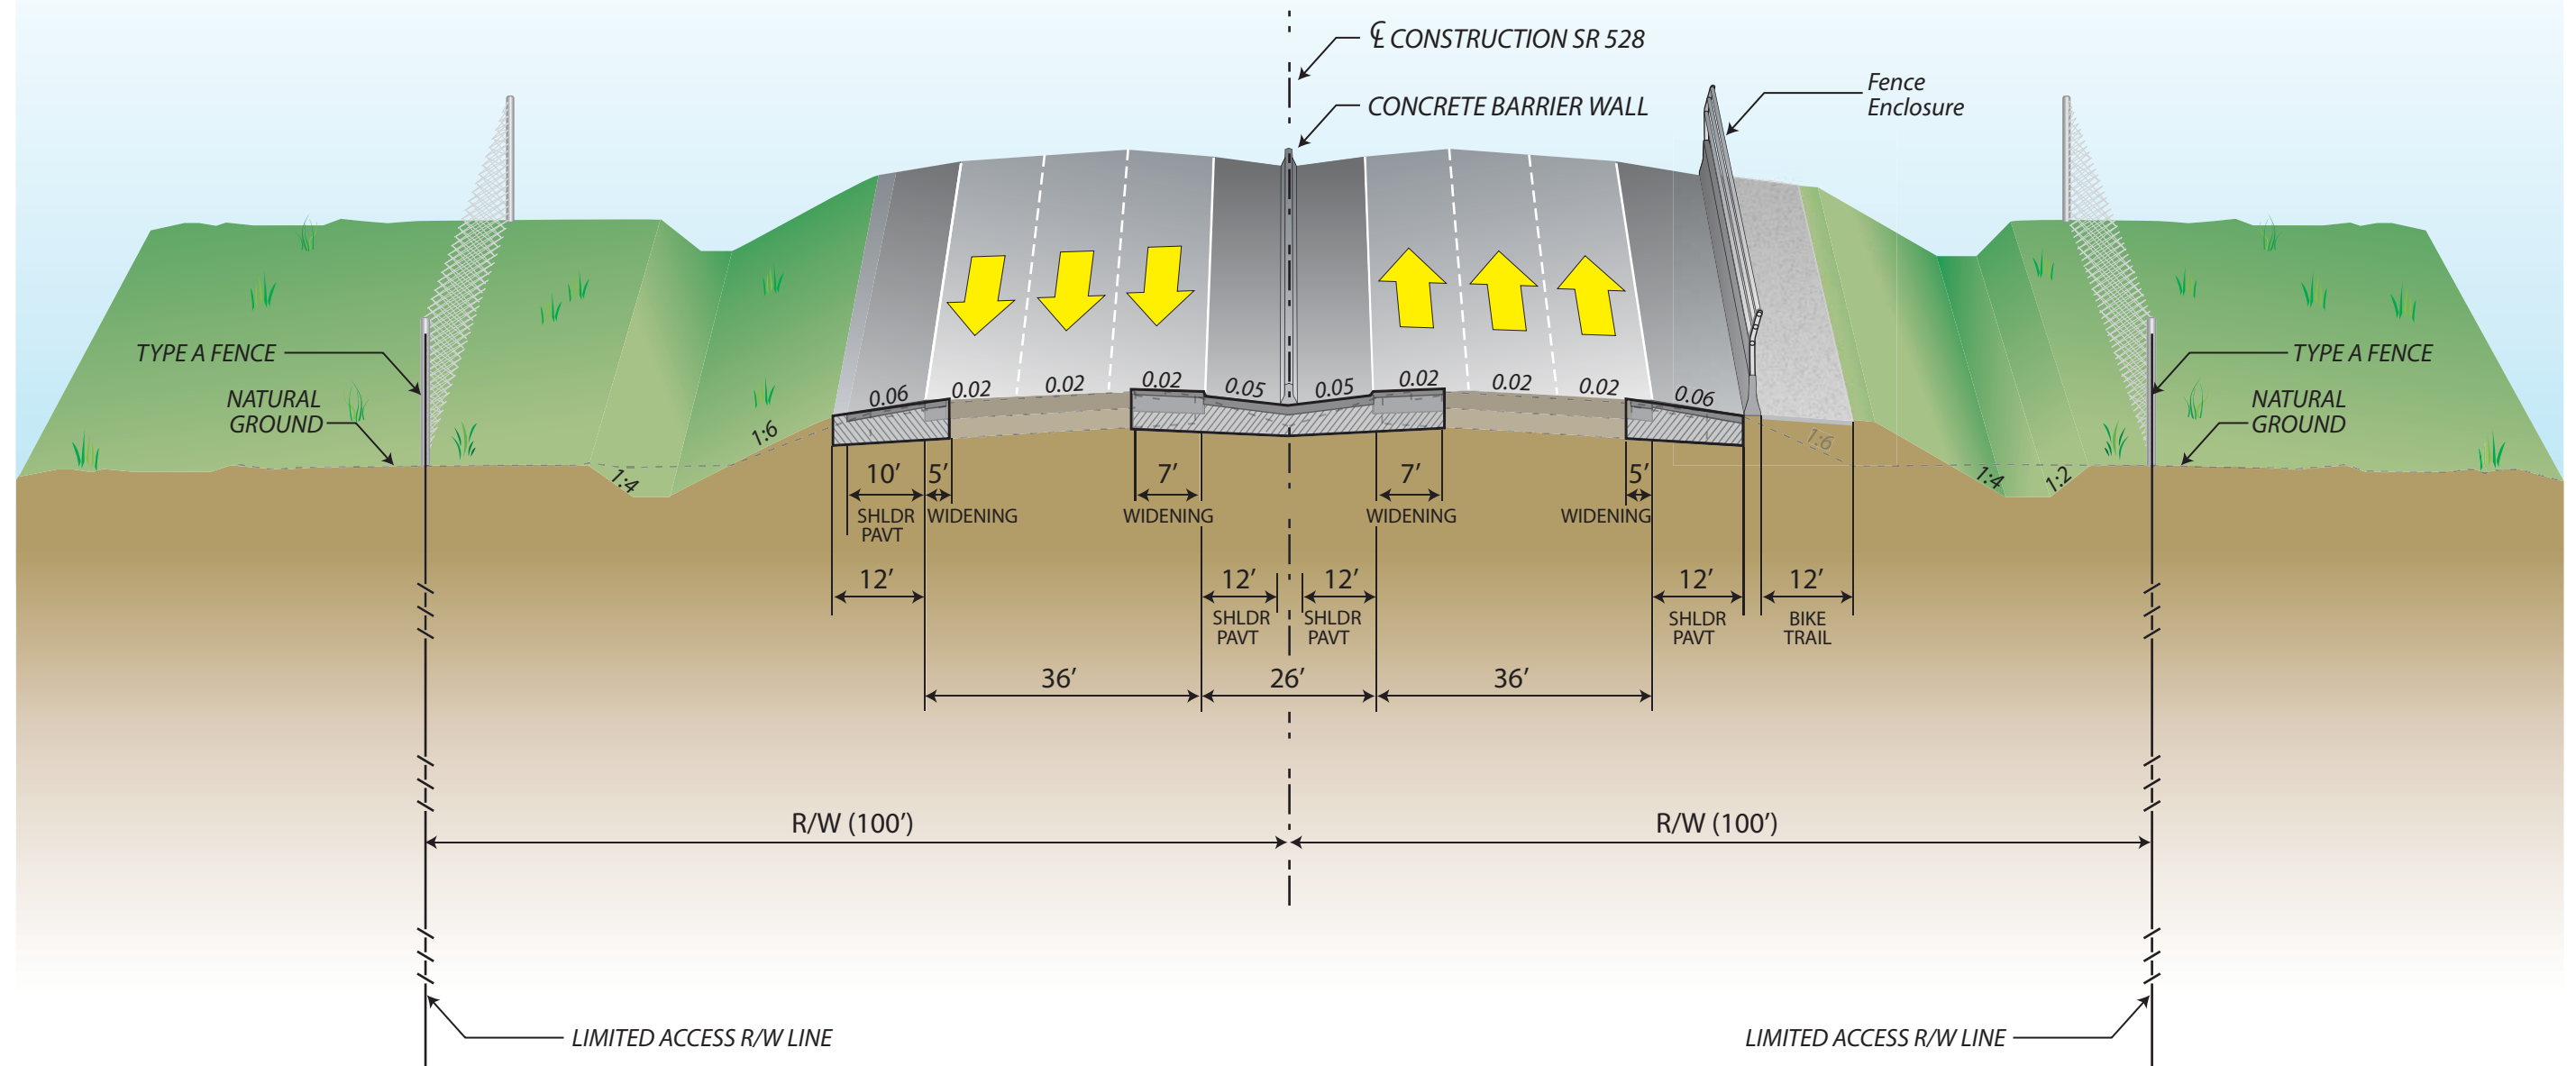 ℄ CONSTRUCTION SR 528
CONCRETE BARRIER WALL
Fence
Enclosure
TYPE A FENCE
TYPE A FENCE
NATURAL
GROUND
NATURAL
GROUND
0.06
0.02
0.02
0.02
0.05
0.05
0.02
0.02
0.02
0.06
1:6
1:6
1:4
1:4
1:2
10’
5’
7’
7’
5’
SHLDR
PAVT
WIDENING
WIDENING
WIDENING
WIDENING
12’
12’
12’
12’
12’
SHLDR
PAVT
SHLDR
PAVT
SHLDR
PAVT
BIKE
TRAIL
36’
26’
36’
R/W (100’)
R/W (100’)
LIMITED ACCESS R/W LINE
LIMITED ACCESS R/W LINE